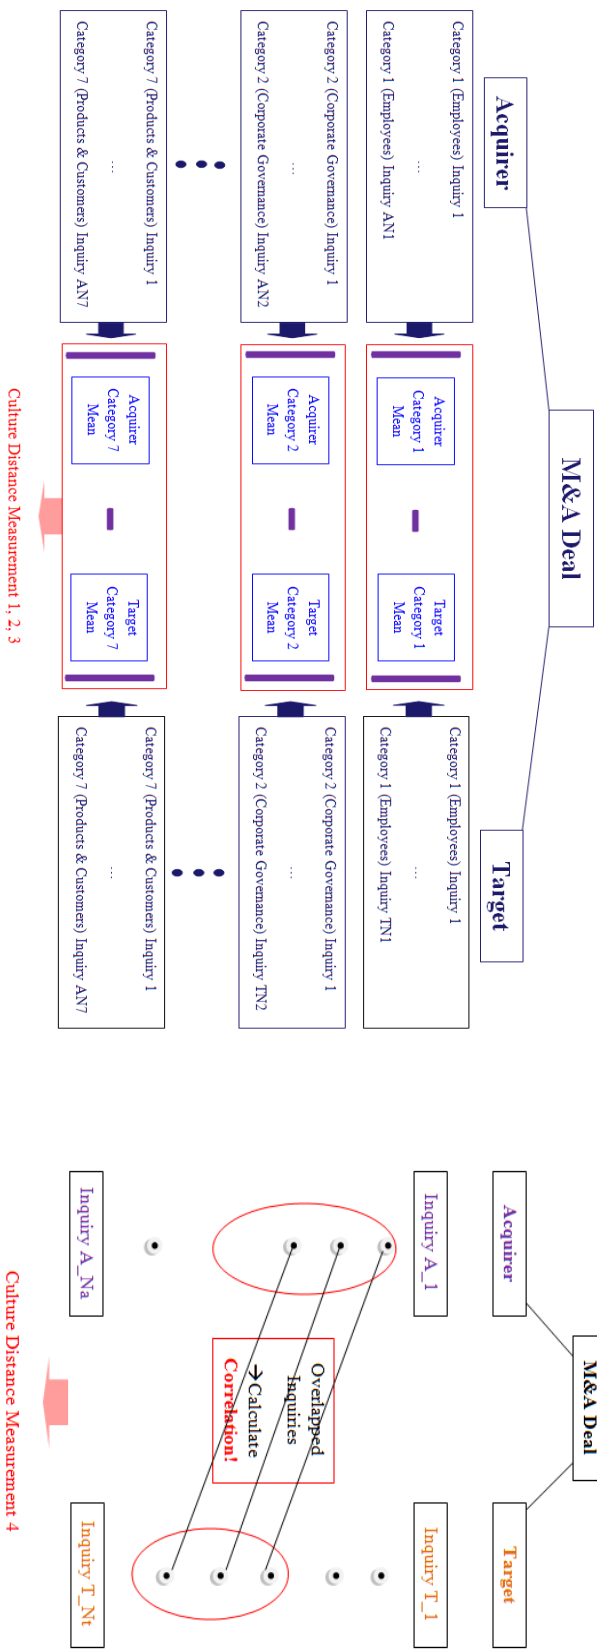 M&A Deal
Acquirer
Target
Category 1 (Employees) Inquiry 1
...
Category 1 (Employees) Inquiry AN1
Acquirer
Category 1
Mean
Target
Category 1
Mean
Category 1 (Employees) Inquiry 1
...
Category 1 (Employees) Inquiry TN1
Category 2 (Corporate Governance) Inquiry 1
...
Category 2 (Corporate Governance) Inquiry AN2
Acquirer
Category 2
Mean
Target
Category 2
Mean
Category 2 (Corporate Governance) Inquiry 1
...
Category 2 (Corporate Governance) Inquiry TN2
Category 7 (Products & Customers) Inquiry 1
...
Category 7 (Products & Customers) Inquiry AN7
Acquirer
Category 7
Mean
Target
Category 7
Mean
Category 7 (Products & Customers) Inquiry 1
...
Category 7 (Products & Customers) Inquiry AN7
Culture Distance Measurement 1, 2, 3
M&A Deal
Acquirer
Target
Inquiry A_1
Inquiry T_1
Overlapped
Inquiries
→Calculate
Correlation!
Inquiry A_Na
Inquiry T_Nt
Culture Distance Measurement 4